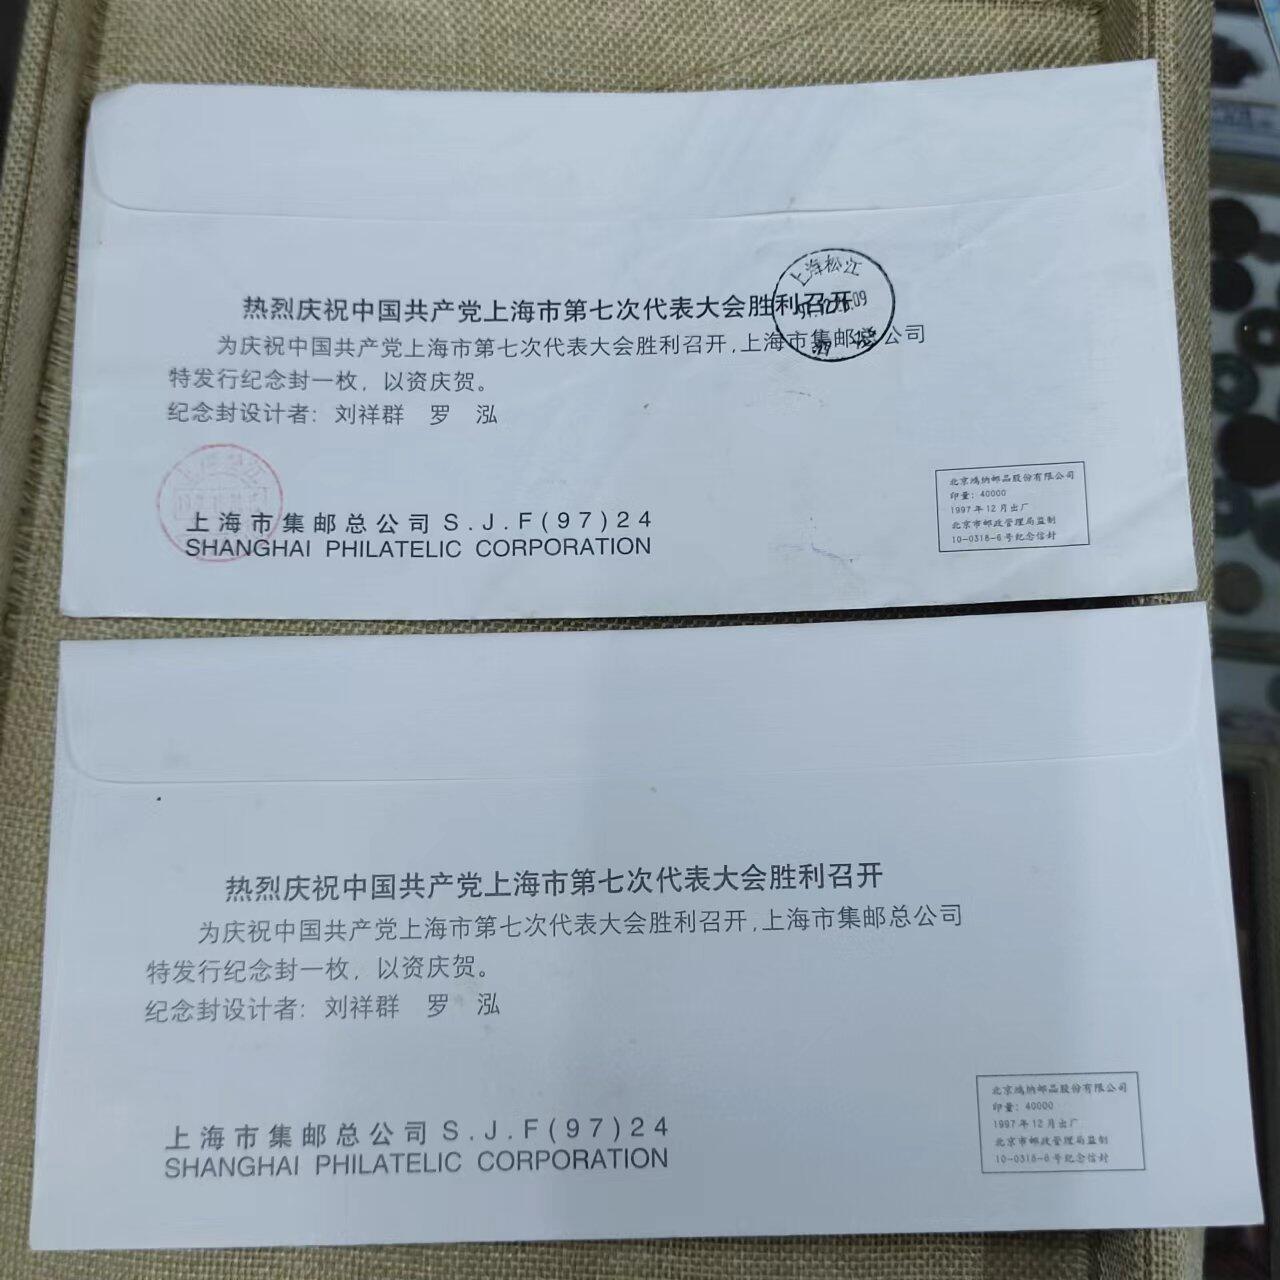 上海松江
热烈庆祝中国共产党上海市第七次代表大会胜利召开
为庆祝中国共产党上海市第七次代表大会胜利召开,上海市集邮总公司
特发行纪念封一枚，以资庆贺。
纪念封设计者：刘祥群 罗 泓
上海市集邮总公司 S.J.F(97)24
SHANGHAI PHILATELIC CORPORATION
北京鸿纳邮品股份有限公司
印量：40000
1997年12月出厂
北京市邮政管理局监制
10-0318-6号纪念信封
热烈庆祝中国共产党上海市第七次代表大会胜利召开
为庆祝中国共产党上海市第七次代表大会胜利召开,上海市集邮总公司
特发行纪念封一枚，以资庆贺。
纪念封设计者：刘祥群 罗 泓
上海市集邮总公司 S.J.F(97)24
SHANGHAI PHILATELIC CORPORATION
北京鸿纳邮品股份有限公司
印量：40000
1997年12月出厂
北京市邮政管理局监制
10-0318-6号纪念信封